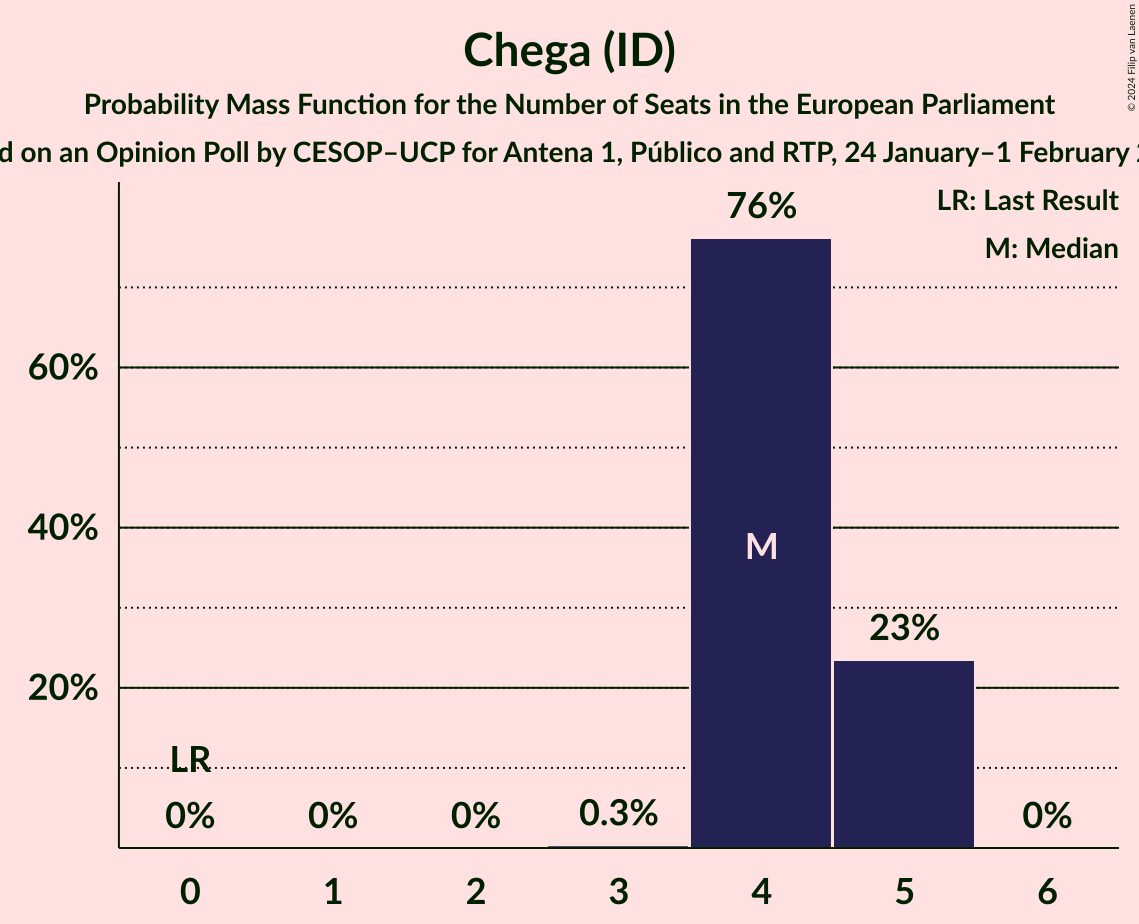 Chega (ID)
Probability Mass Function for the Number of Seats in the European Parliament
on an Opinion Poll by CESOP–UCP for Antena 1, Público and RTP, 24 January–1 February
© 2024 Filip van Laenen
LR: Last Result
M: Median
76%
60%
40%
M
23%
20%
LR
0%
0%
0%
0.3%
0%
0
1
2
3
4
5
6